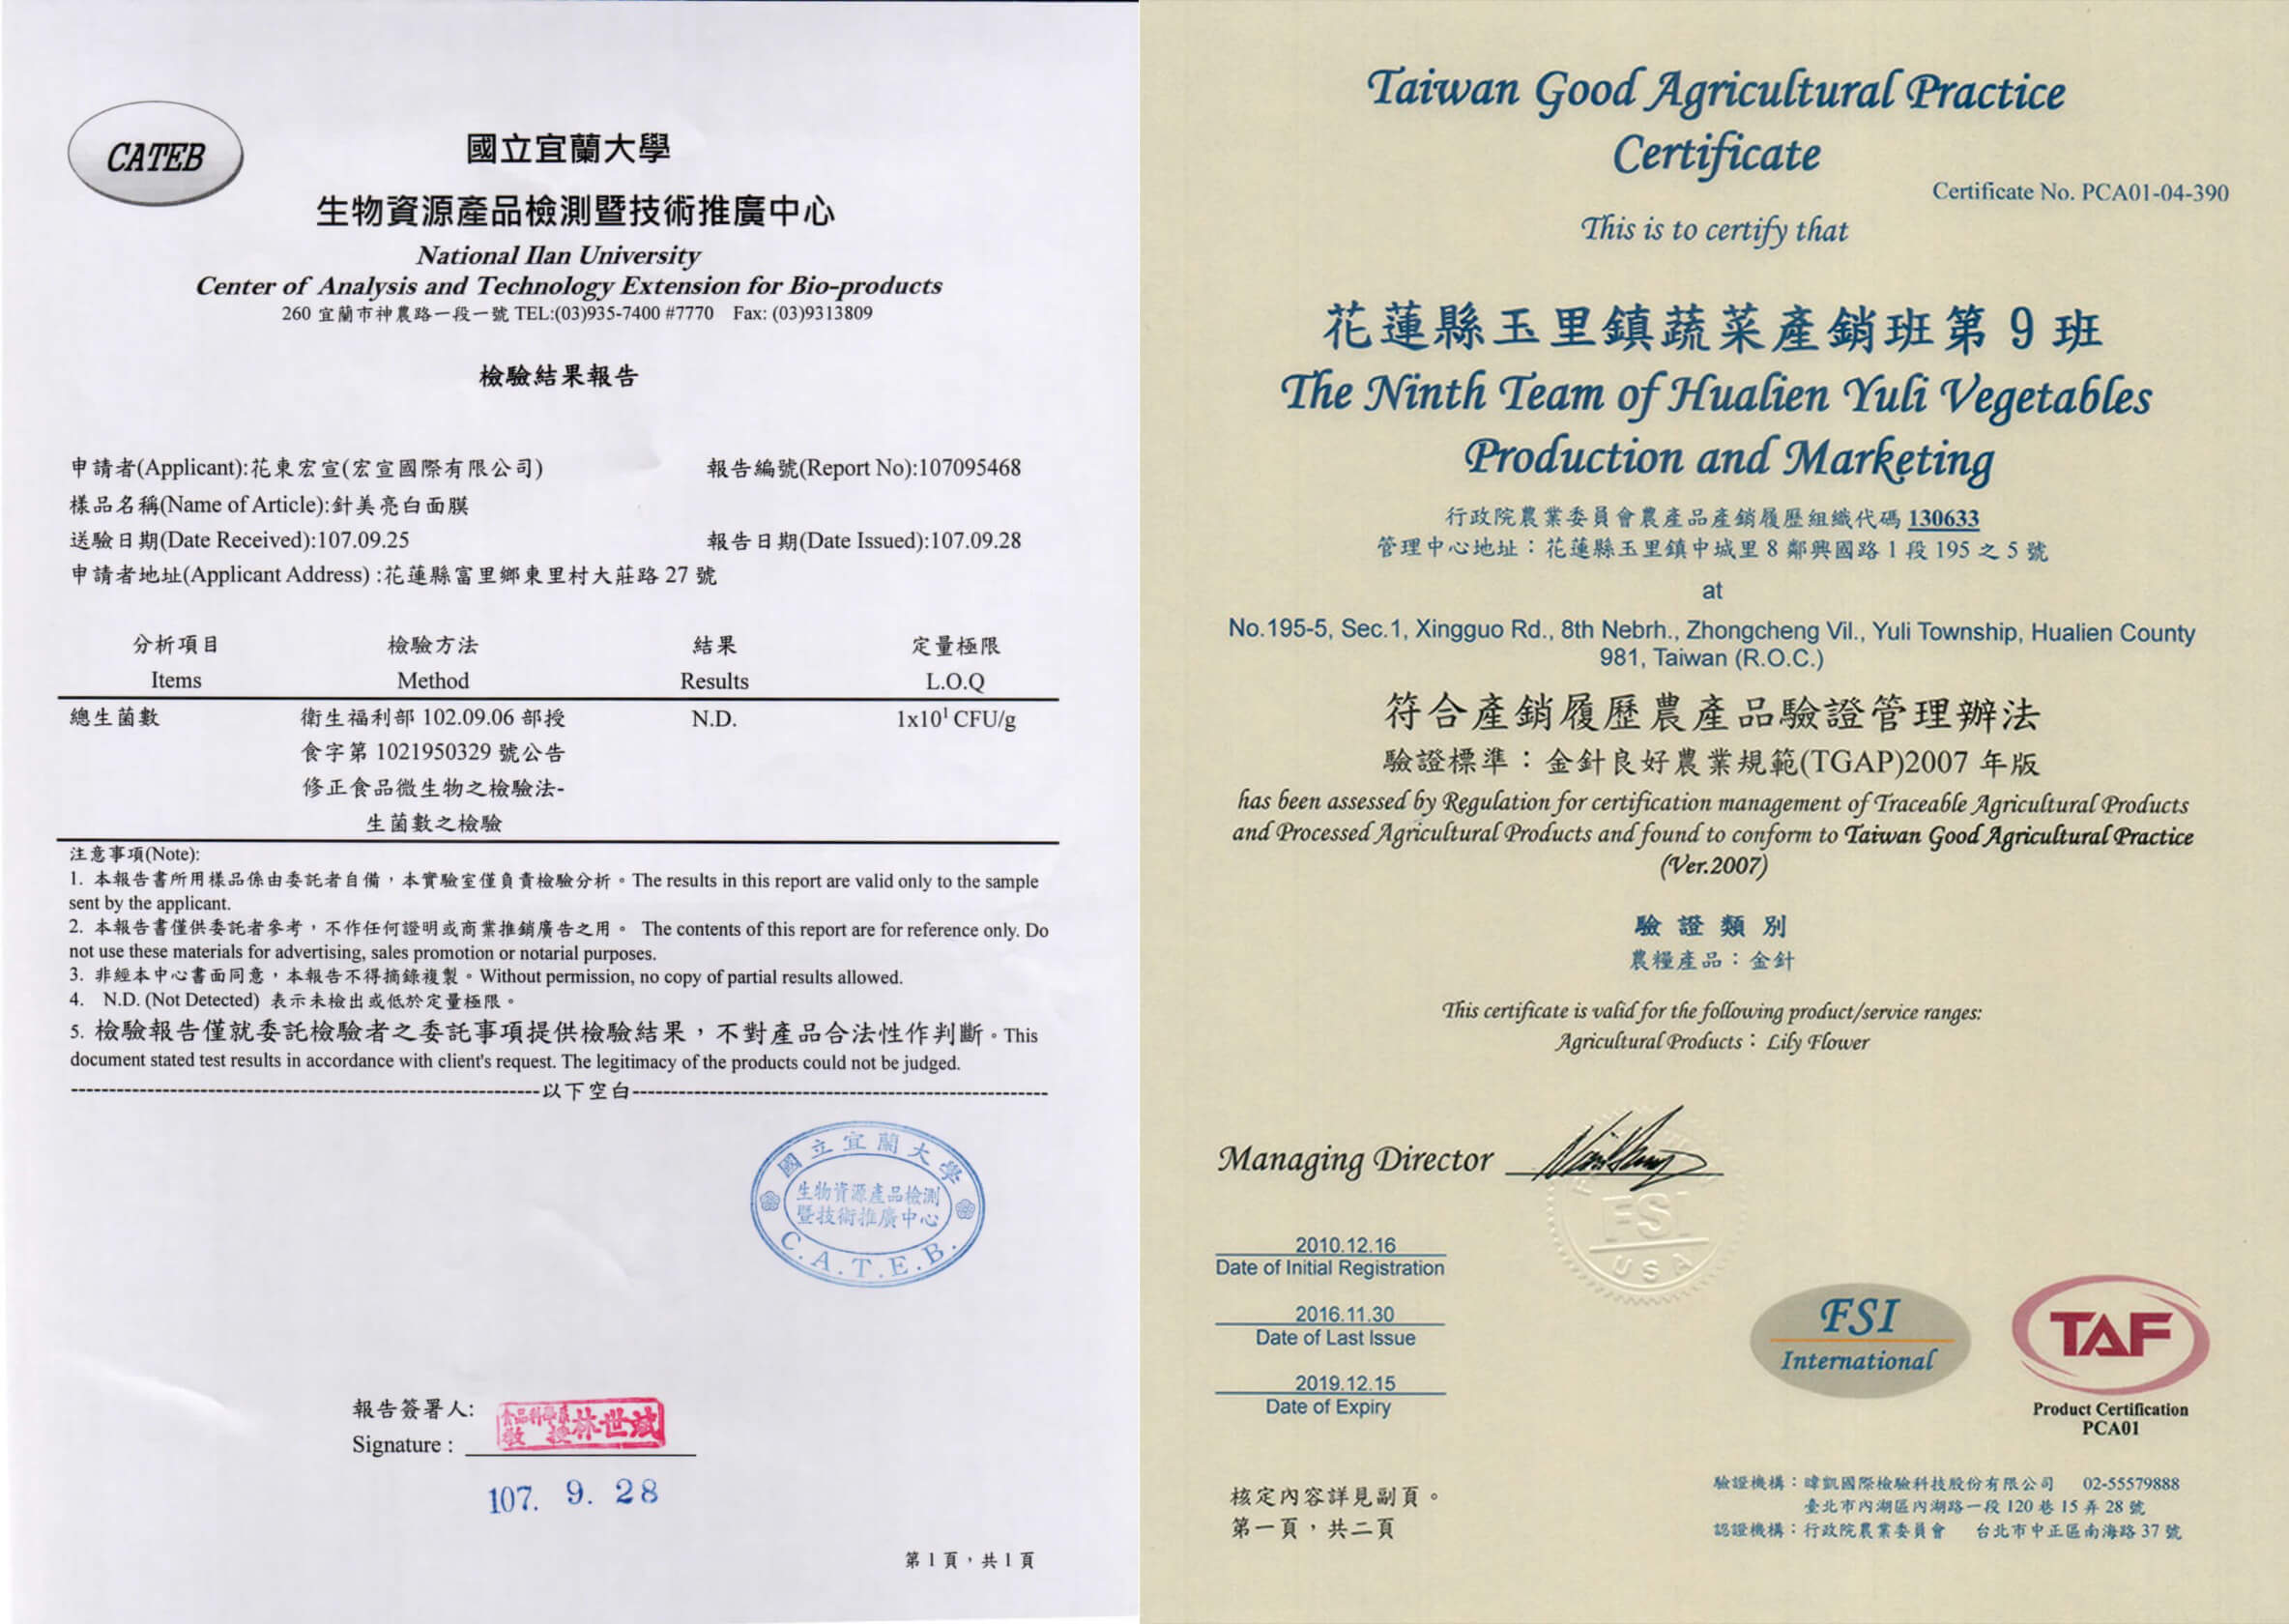 CATEB
國立宜蘭大學
生物資源產品檢測暨技術推廣中心
National Ilan University
Center of Analysis and Technology Extension for Bio-products
260 宜蘭市神農路一段一號 TEL:(03)935-7400 #7770 Fax: (03)9313809
檢驗結果報告
申請者(Applicant):花東宏宣(宏宣國際有限公司) 報告編號(Report No):107095468
樣品名稱(Name of Article):針美亮白面膜
送驗日期(Date Received):107.09.25 報告日期(Date Issued):107.09.28
申請者地址(Applicant Address) :花蓮縣富里鄉東里村大莊路 27 號
分析項目 檢驗方法 結果 定量極限
Items Method Results L.O.Q
總生菌數 衛生福利部 102.09.06 部授 N.D. 1x10¹ CFU/g
食字第 1021950329 號公告
修正食品微生物之檢驗法-
生菌數之檢驗
注意事項(Note):
1. 本報告書所用樣品係由委託者自備，本實驗室僅負責檢驗分析。The results in this report are valid only to the sample
sent by the applicant.
2. 本報告書僅供委託者參考，不作任何證明或商業推銷廣告之用。 The contents of this report are for reference only. Do
not use these materials for advertising, sales promotion or notarial purposes.
3. 非經本中心書面同意，本報告不得摘錄複製。Without permission, no copy of partial results allowed.
4. N.D. (Not Detected) 表示未檢出或低於定量極限。
5. 檢驗報告僅就委託檢驗者之委託事項提供檢驗結果，不對產品合法性作判斷。This
document stated test results in accordance with client's request. The legitimacy of the products could not be judged.
---以下空白---
國立宜蘭大學
生物資源產品檢測
暨技術推廣中心
C.A.T.E.B.
報告簽署人:
食品科學系
教授 林世斌
Signature :
107. 9. 28
第 1 頁，共 1 頁
Taiwan Good Agricultural Practice
Certificate
Certificate No. PCA01-04-390
This is to certify that
花蓮縣玉里鎮蔬菜產銷班第 9 班
The Ninth Team of Hualien Yuli Vegetables
Production and Marketing
行政院農業委員會農產品產銷履歷組織代碼 130633
管理中心地址：花蓮縣玉里鎮中城里 8 鄰興國路 1 段 195 之 5 號
at
No.195-5, Sec.1, Xingguo Rd., 8th Nebrh., Zhongcheng Vil., Yuli Township, Hualien County
981, Taiwan (R.O.C.)
符合產銷履歷農產品驗證管理辦法
驗證標準：金針良好農業規範(TGAP)2007 年版
has been assessed by Regulation for certification management of Traceable Agricultural Products
and Processed Agricultural Products and found to conform to Taiwan Good Agricultural Practice
(Ver.2007)
驗 證 類 別
農糧產品：金針
This certificate is valid for the following product/service ranges:
Agricultural Products：Lily Flower
Managing Director
FSI
USA
2010.12.16
Date of Initial Registration
2016.11.30
Date of Last Issue
2019.12.15
Date of Expiry
FSI
International
TAF
Product Certification
PCA01
核定內容詳見副頁。
第一頁，共二頁
驗證機構：暐凱國際檢驗科技股份有限公司 02-55579888
臺北市內湖區內湖路一段 120 巷 15 弄 28 號
認證機構：行政院農業委員會 台北市中正區南海路 37 號